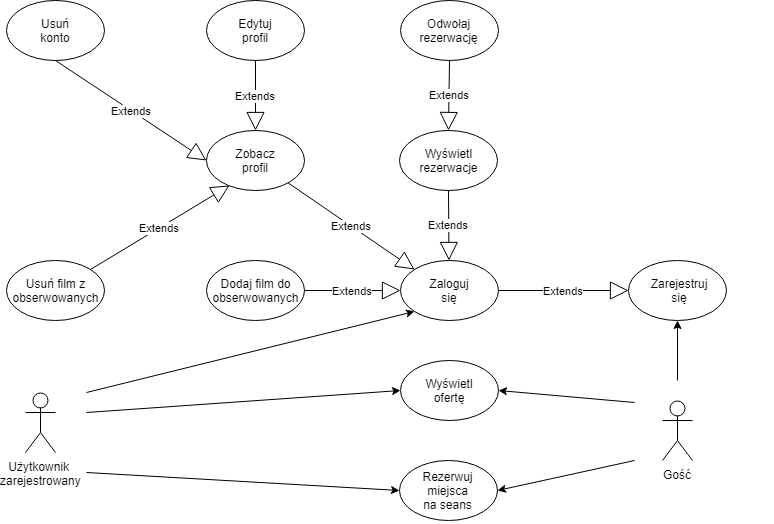 Usuń
konto
Edytuj
profil
Odwołaj
rezerwację
Extends
Extends
Extends
Zobacz
profil
Wyświetl
rezerwacje
Extends
Extends
Extends
Usuń film z
obserwowanych
Dodaj film do
obserwowanych
Extends
Zaloguj
się
Extends
Zarejestruj
się
Wyświetl
ofertę
Użytkownik
zarejestrowany
Rezerwuj
miejsca
na seans
Gość